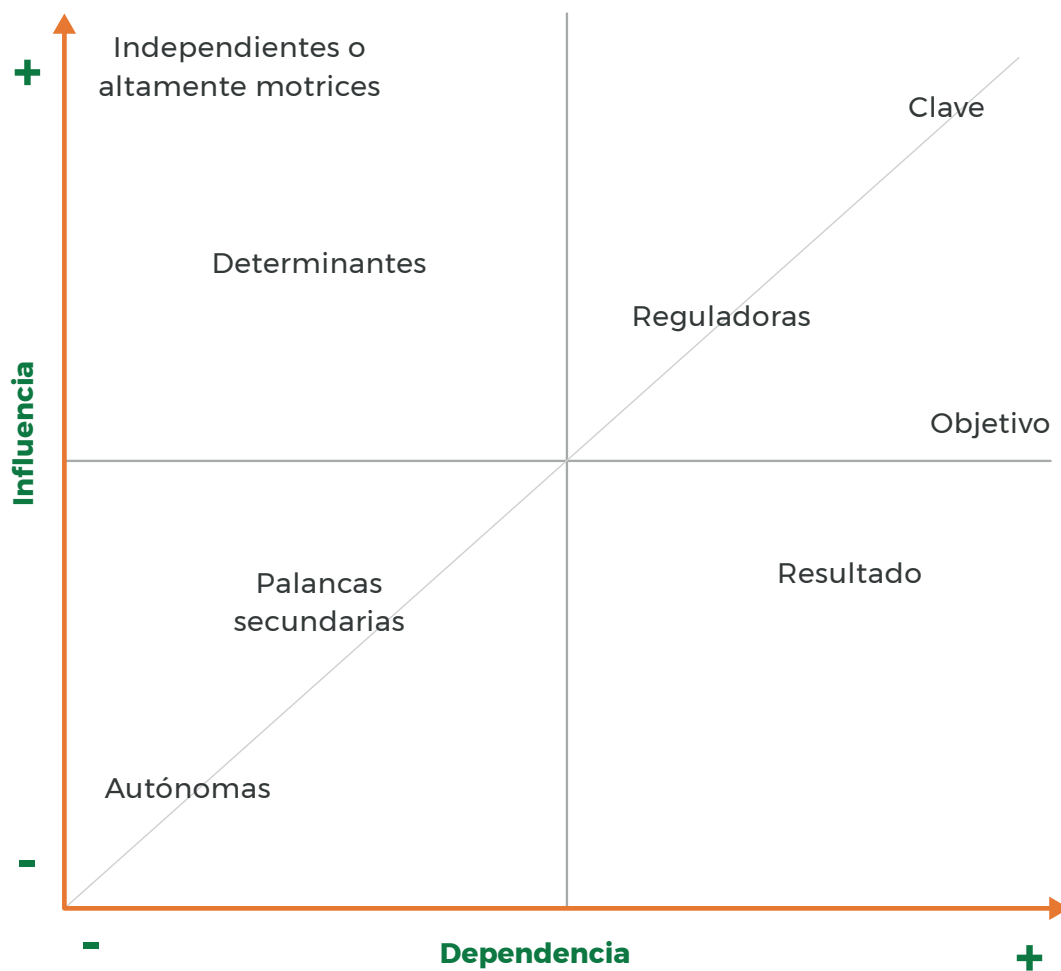 +
Independientes o
altamente motrices
Clave
Determinantes
Reguladoras
Influencia
Objetivo
Resultado
Palancas
secundarias
Autónomas
-
-
Dependencia
+